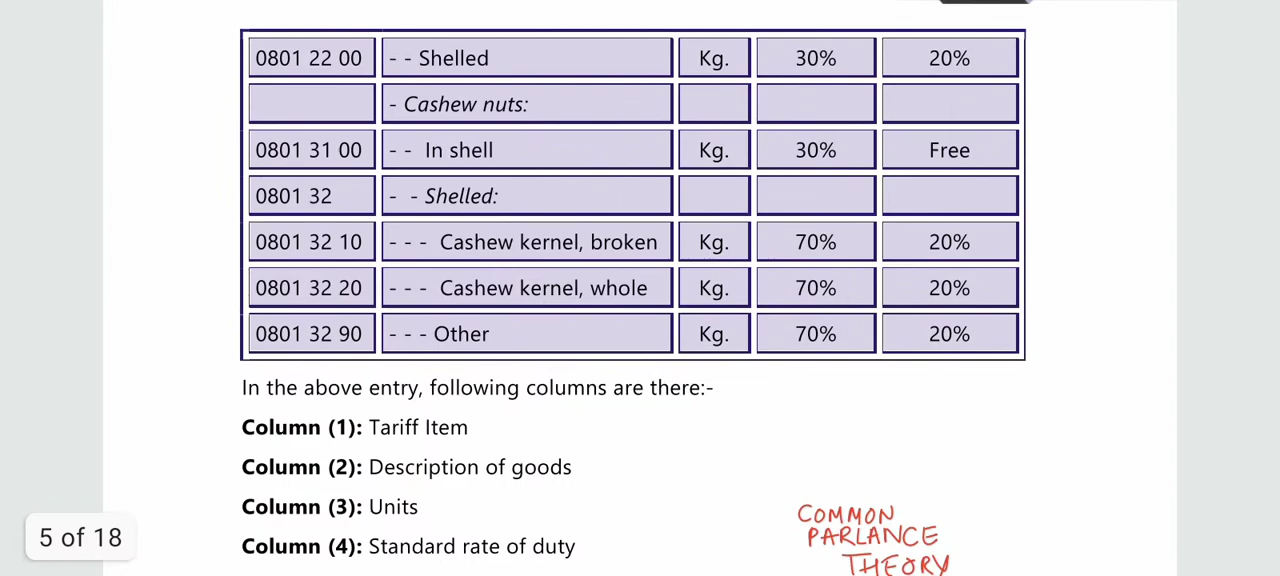 0801 22 00 - - Shelled Kg. 30% 20%
- Cashew nuts:
0801 31 00 - - In shell Kg. 30% Free
0801 32 - - Shelled:
0801 32 10 - - - Cashew kernel, broken Kg. 70% 20%
0801 32 20 - - - Cashew kernel, whole Kg. 70% 20%
0801 32 90 - - - Other Kg. 70% 20%
In the above entry, following columns are there:-
Column (1): Tariff Item
Column (2): Description of goods
Column (3): Units
Column (4): Standard rate of duty
COMMON
PARLANCE
THEORY
5 of 18